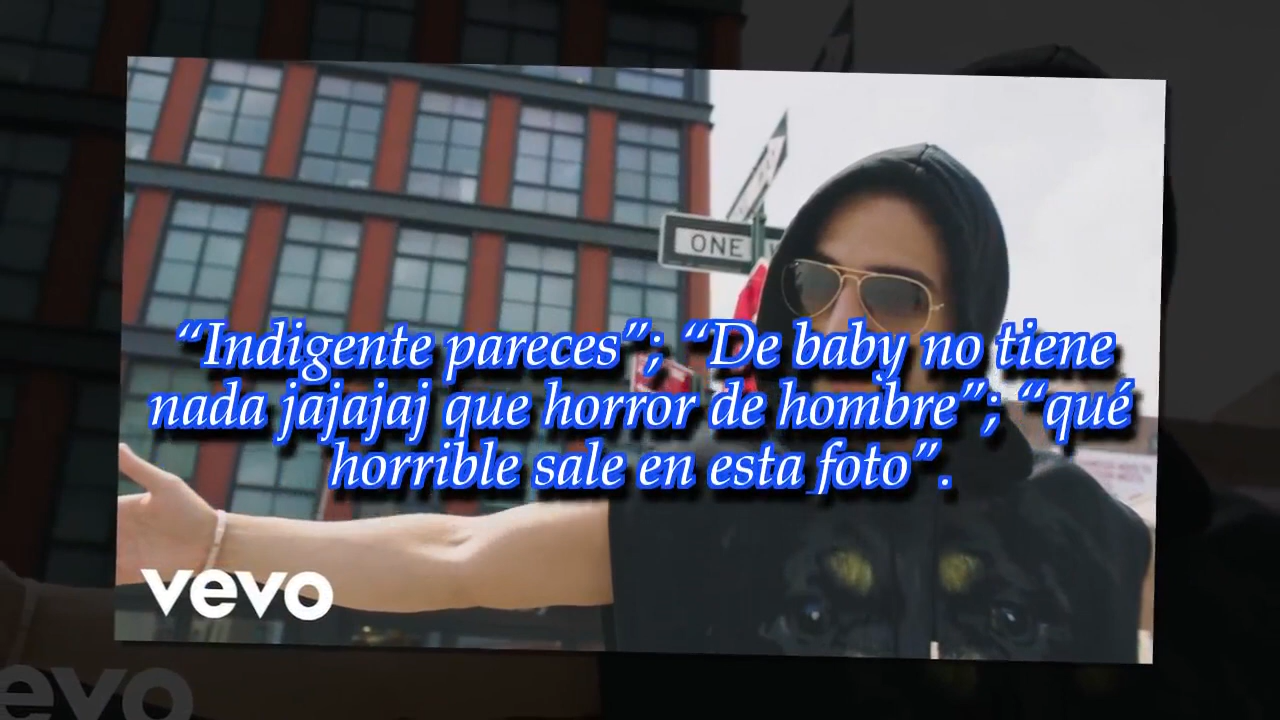 ONE
“Indigente pareces”; “De baby no tiene
nada jajajaj que horror de hombre”; “qué
horrible sale en esta foto”.
vevo
evo